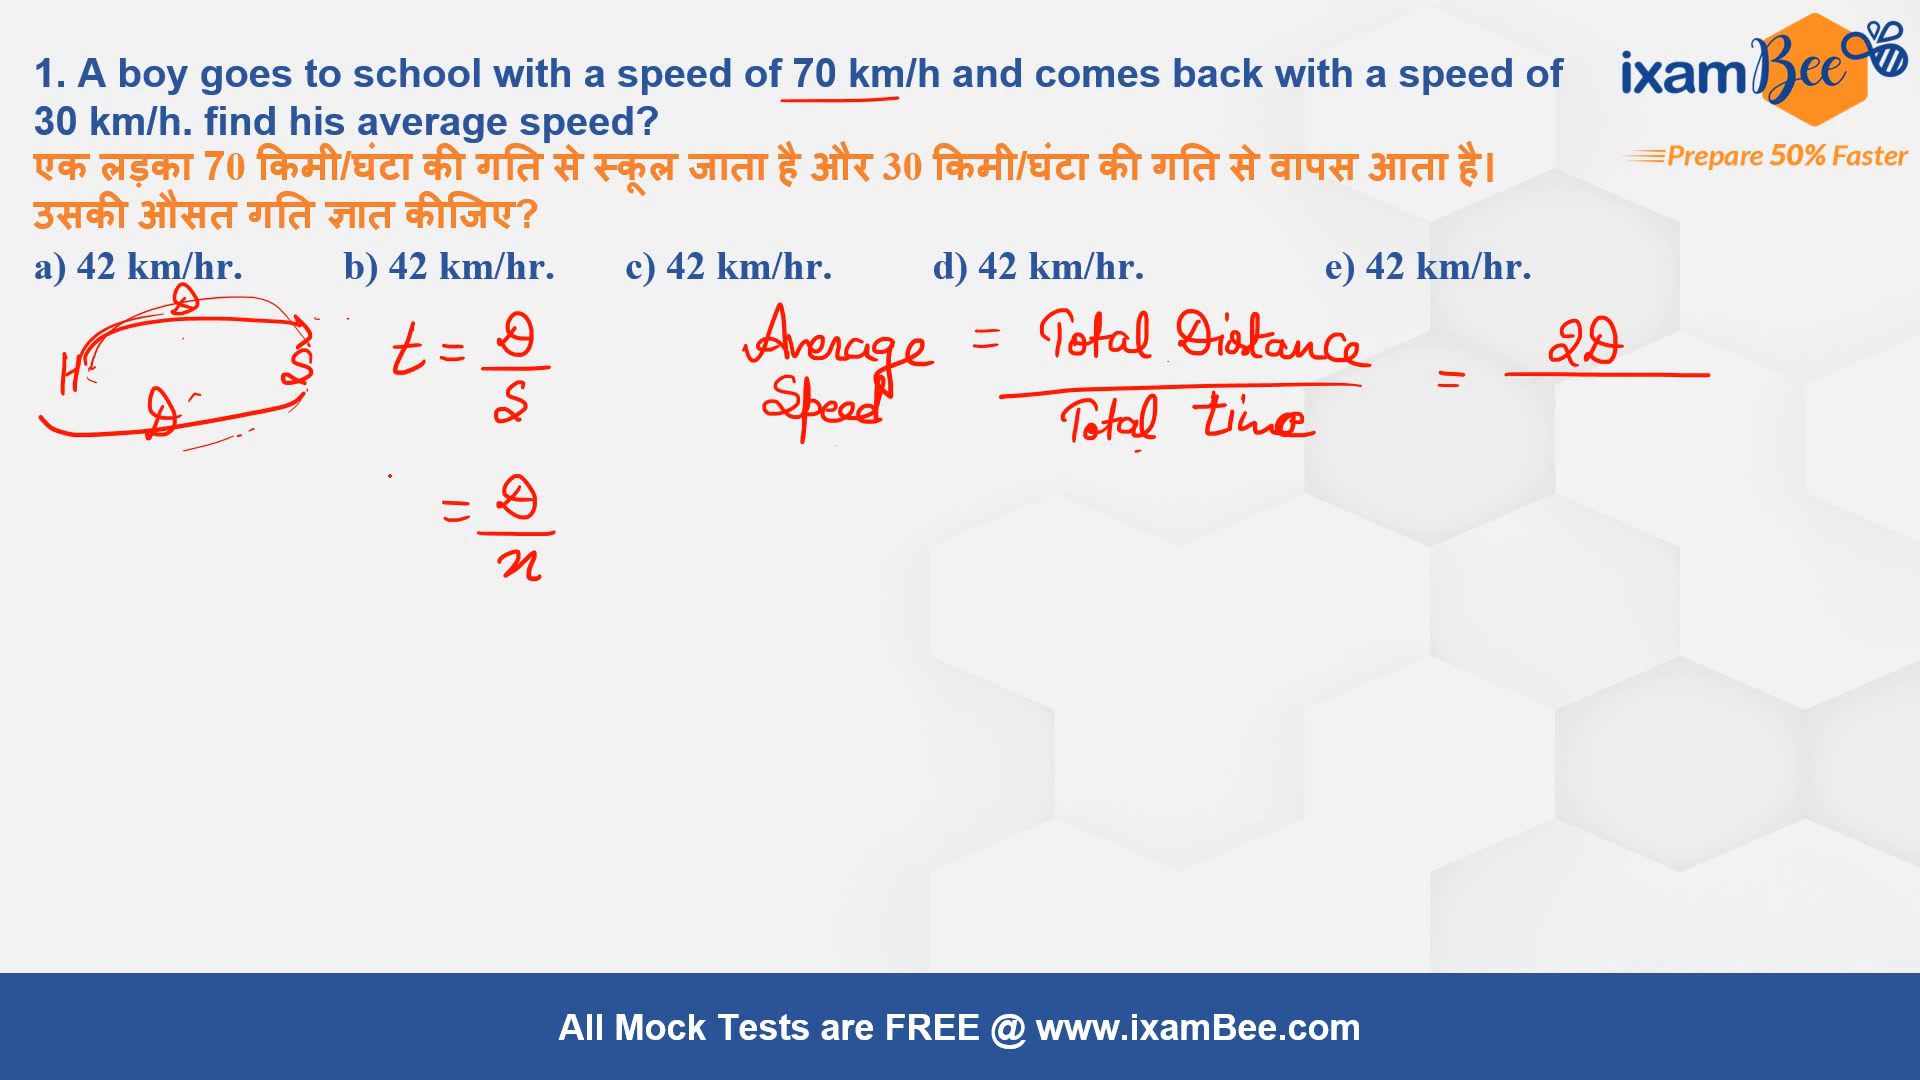 1. A boy goes to school with a speed of 70 km/h and comes back with a speed of
30 km/h. find his average speed?
एक लड़का 70 किमी/घंटा की गति से स्कूल जाता है और 30 किमी/घंटा की गति से वापस आता है।
उसकी औसत गति ज्ञात कीजिए?
a) 42 km/hr. b) 42 km/hr. c) 42 km/hr. d) 42 km/hr. e) 42 km/hr.
ixamBee
Prepare 50% Faster
D
H S
D
t = D
S
= D
x
Average = Total Distance = 2D
Speed Total time
All Mock Tests are FREE @ www.ixamBee.com